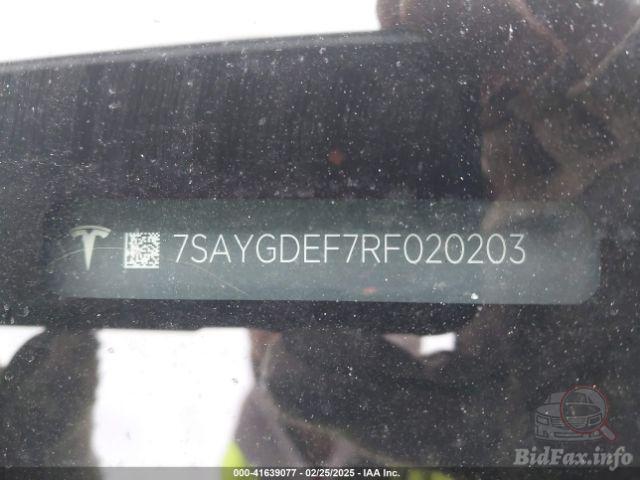 7SAYGDEF7RF020203
BidFax.info
000-41639077 - 02/25/2025 - IAA Inc.